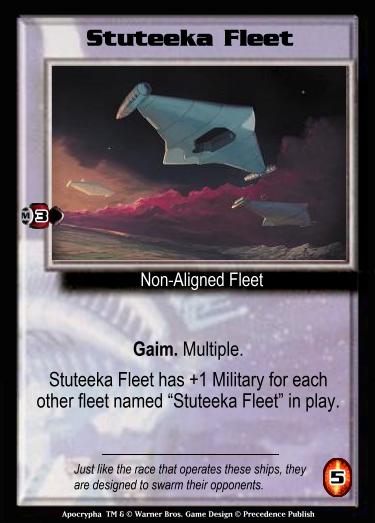 Stuteeka Fleet
M 3
Non-Aligned Fleet
Gaim. Multiple.
Stuteeka Fleet has +1 Military for each
other fleet named “Stuteeka Fleet” in play.
Just like the race that operates these ships, they
are designed to swarm their opponents.
5
Apocrypha TM & © Warner Bros. Game Design © Precedence Publish